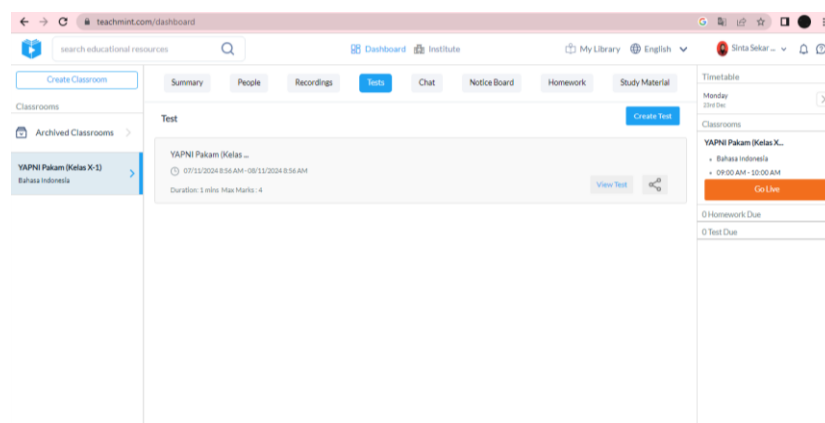 teachmint.com/dashboard
search educational resources
Dashboard
Institute
My Library
English
Sinta Sekar ...
Create Classroom
Classrooms
Archived Classrooms
YAPNI Pakam (Kelas X-1)
Bahasa Indonesia
Summary
People
Recordings
Tests
Chat
Notice Board
Homework
Study Material
Test
Create Test
YAPNI Pakam (Kelas ...
07/11/2024 8:56 AM-08/11/2024 8:56 AM
Duration: 1 mins Max Marks : 4
View Test
Timetable
Monday
23rd Dec
Classrooms
YAPNI Pakam (Kelas X...
Bahasa Indonesia
09:00 AM - 10:00 AM
Go Live
0 Homework Due
0 Test Due